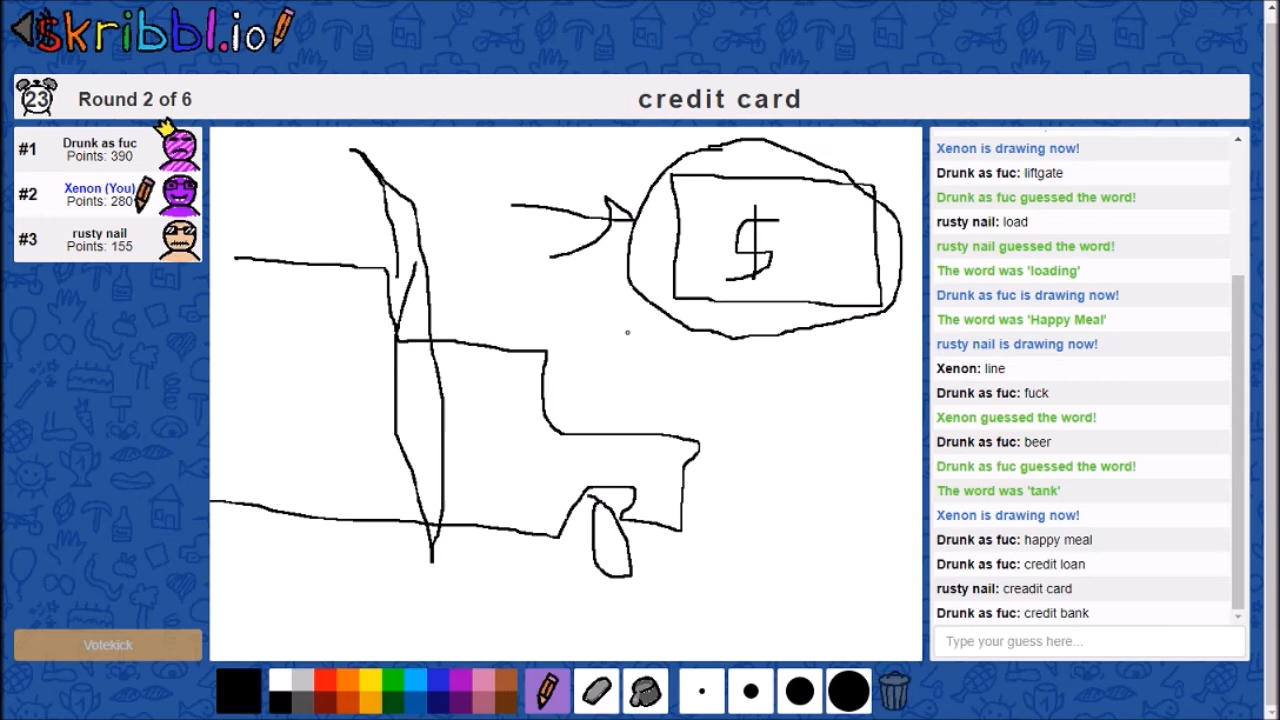 skribbl.io
23
Round 2 of 6
credit card
#1
Drunk as fuc
Points: 390
#2
Xenon (You)
Points: 280
#3
rusty nail
Points: 155
Votekick
$
Xenon is drawing now!
Drunk as fuc: liftgate
Drunk as fuc guessed the word!
rusty nail: load
rusty nail guessed the word!
The word was 'loading'
Drunk as fuc is drawing now!
The word was 'Happy Meal'
rusty nail is drawing now!
Xenon: line
Drunk as fuc: fuck
Xenon guessed the word!
Drunk as fuc: beer
Drunk as fuc guessed the word!
The word was 'tank'
Xenon is drawing now!
Drunk as fuc: happy meal
Drunk as fuc: credit loan
rusty nail: creadit card
Drunk as fuc: credit bank
Type your guess here...